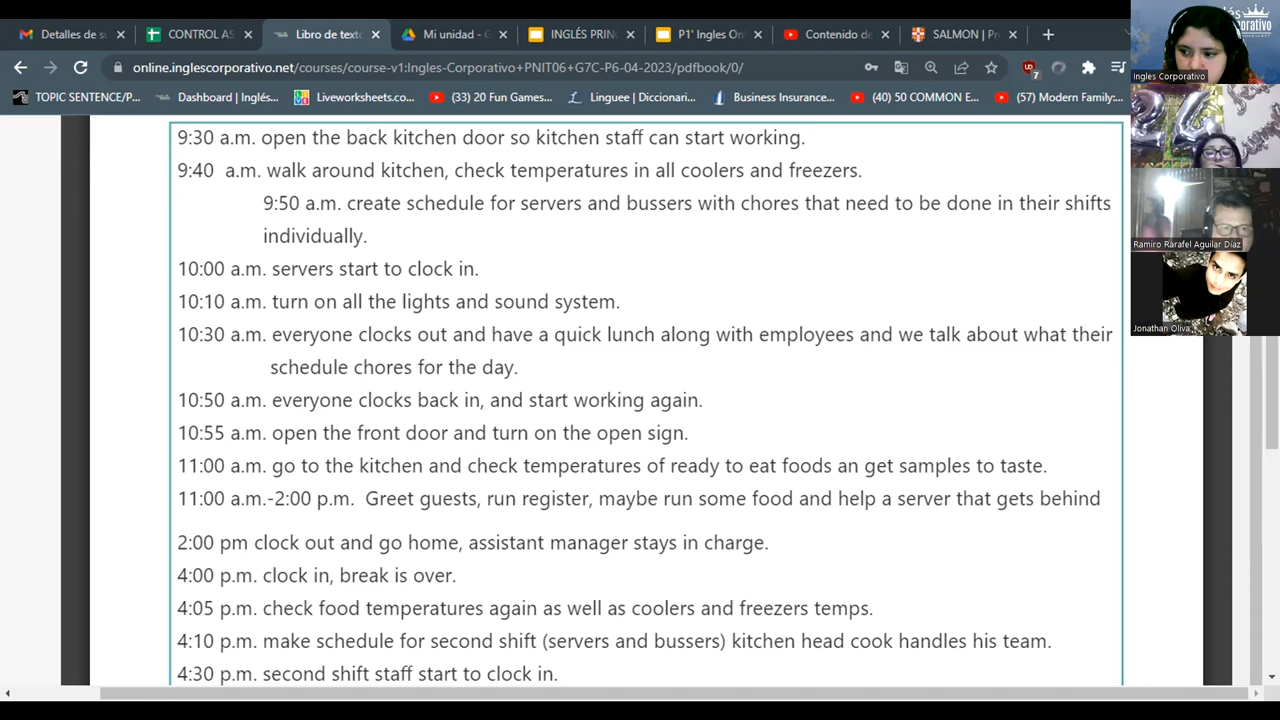 Detalles de su
CONTROL AS
Libro de texto
Mi unidad - G
INGLÉS PRIN
P1' Ingles On
Contenido de
SALMON | Pr
online.inglescorporativo.net/courses/course-v1:Ingles-Corporativo+PNIT06+G7C-P6-04-2023/pdfbook/0/
7
TOPIC SENTENCE/P...
Dashboard | Inglés...
Liveworksheets.co...
(33) 20 Fun Games...
Linguee | Diccionari...
Business Insurance...
(40) 50 COMMON E...
(57) Modern Family:...
9:30 a.m. open the back kitchen door so kitchen staff can start working.
9:40 a.m. walk around kitchen, check temperatures in all coolers and freezers.
9:50 a.m. create schedule for servers and bussers with chores that need to be done in their shifts
individually.
10:00 a.m. servers start to clock in.
10:10 a.m. turn on all the lights and sound system.
10:30 a.m. everyone clocks out and have a quick lunch along with employees and we talk about what their
schedule chores for the day.
10:50 a.m. everyone clocks back in, and start working again.
10:55 a.m. open the front door and turn on the open sign.
11:00 a.m. go to the kitchen and check temperatures of ready to eat foods an get samples to taste.
11:00 a.m.-2:00 p.m. Greet guests, run register, maybe run some food and help a server that gets behind
2:00 pm clock out and go home, assistant manager stays in charge.
4:00 p.m. clock in, break is over.
4:05 p.m. check food temperatures again as well as coolers and freezers temps.
4:10 p.m. make schedule for second shift (servers and bussers) kitchen head cook handles his team.
4:30 p.m. second shift staff start to clock in.
Ingles Corporativo
Ramiro Rarafel Aguilar Díaz
Jonathan Oliva